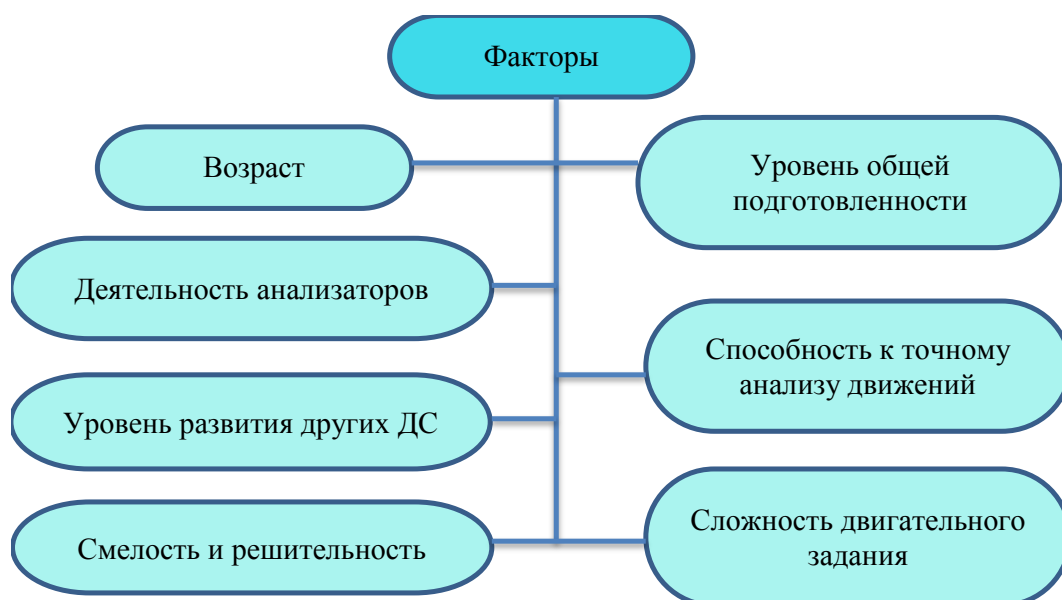 Факторы
Возраст
Уровень общей
подготовленности
Деятельность анализаторов
Способность к точному
анализу движений
Уровень развития других ДС
Смелость и решительность
Сложность двигательного
задания